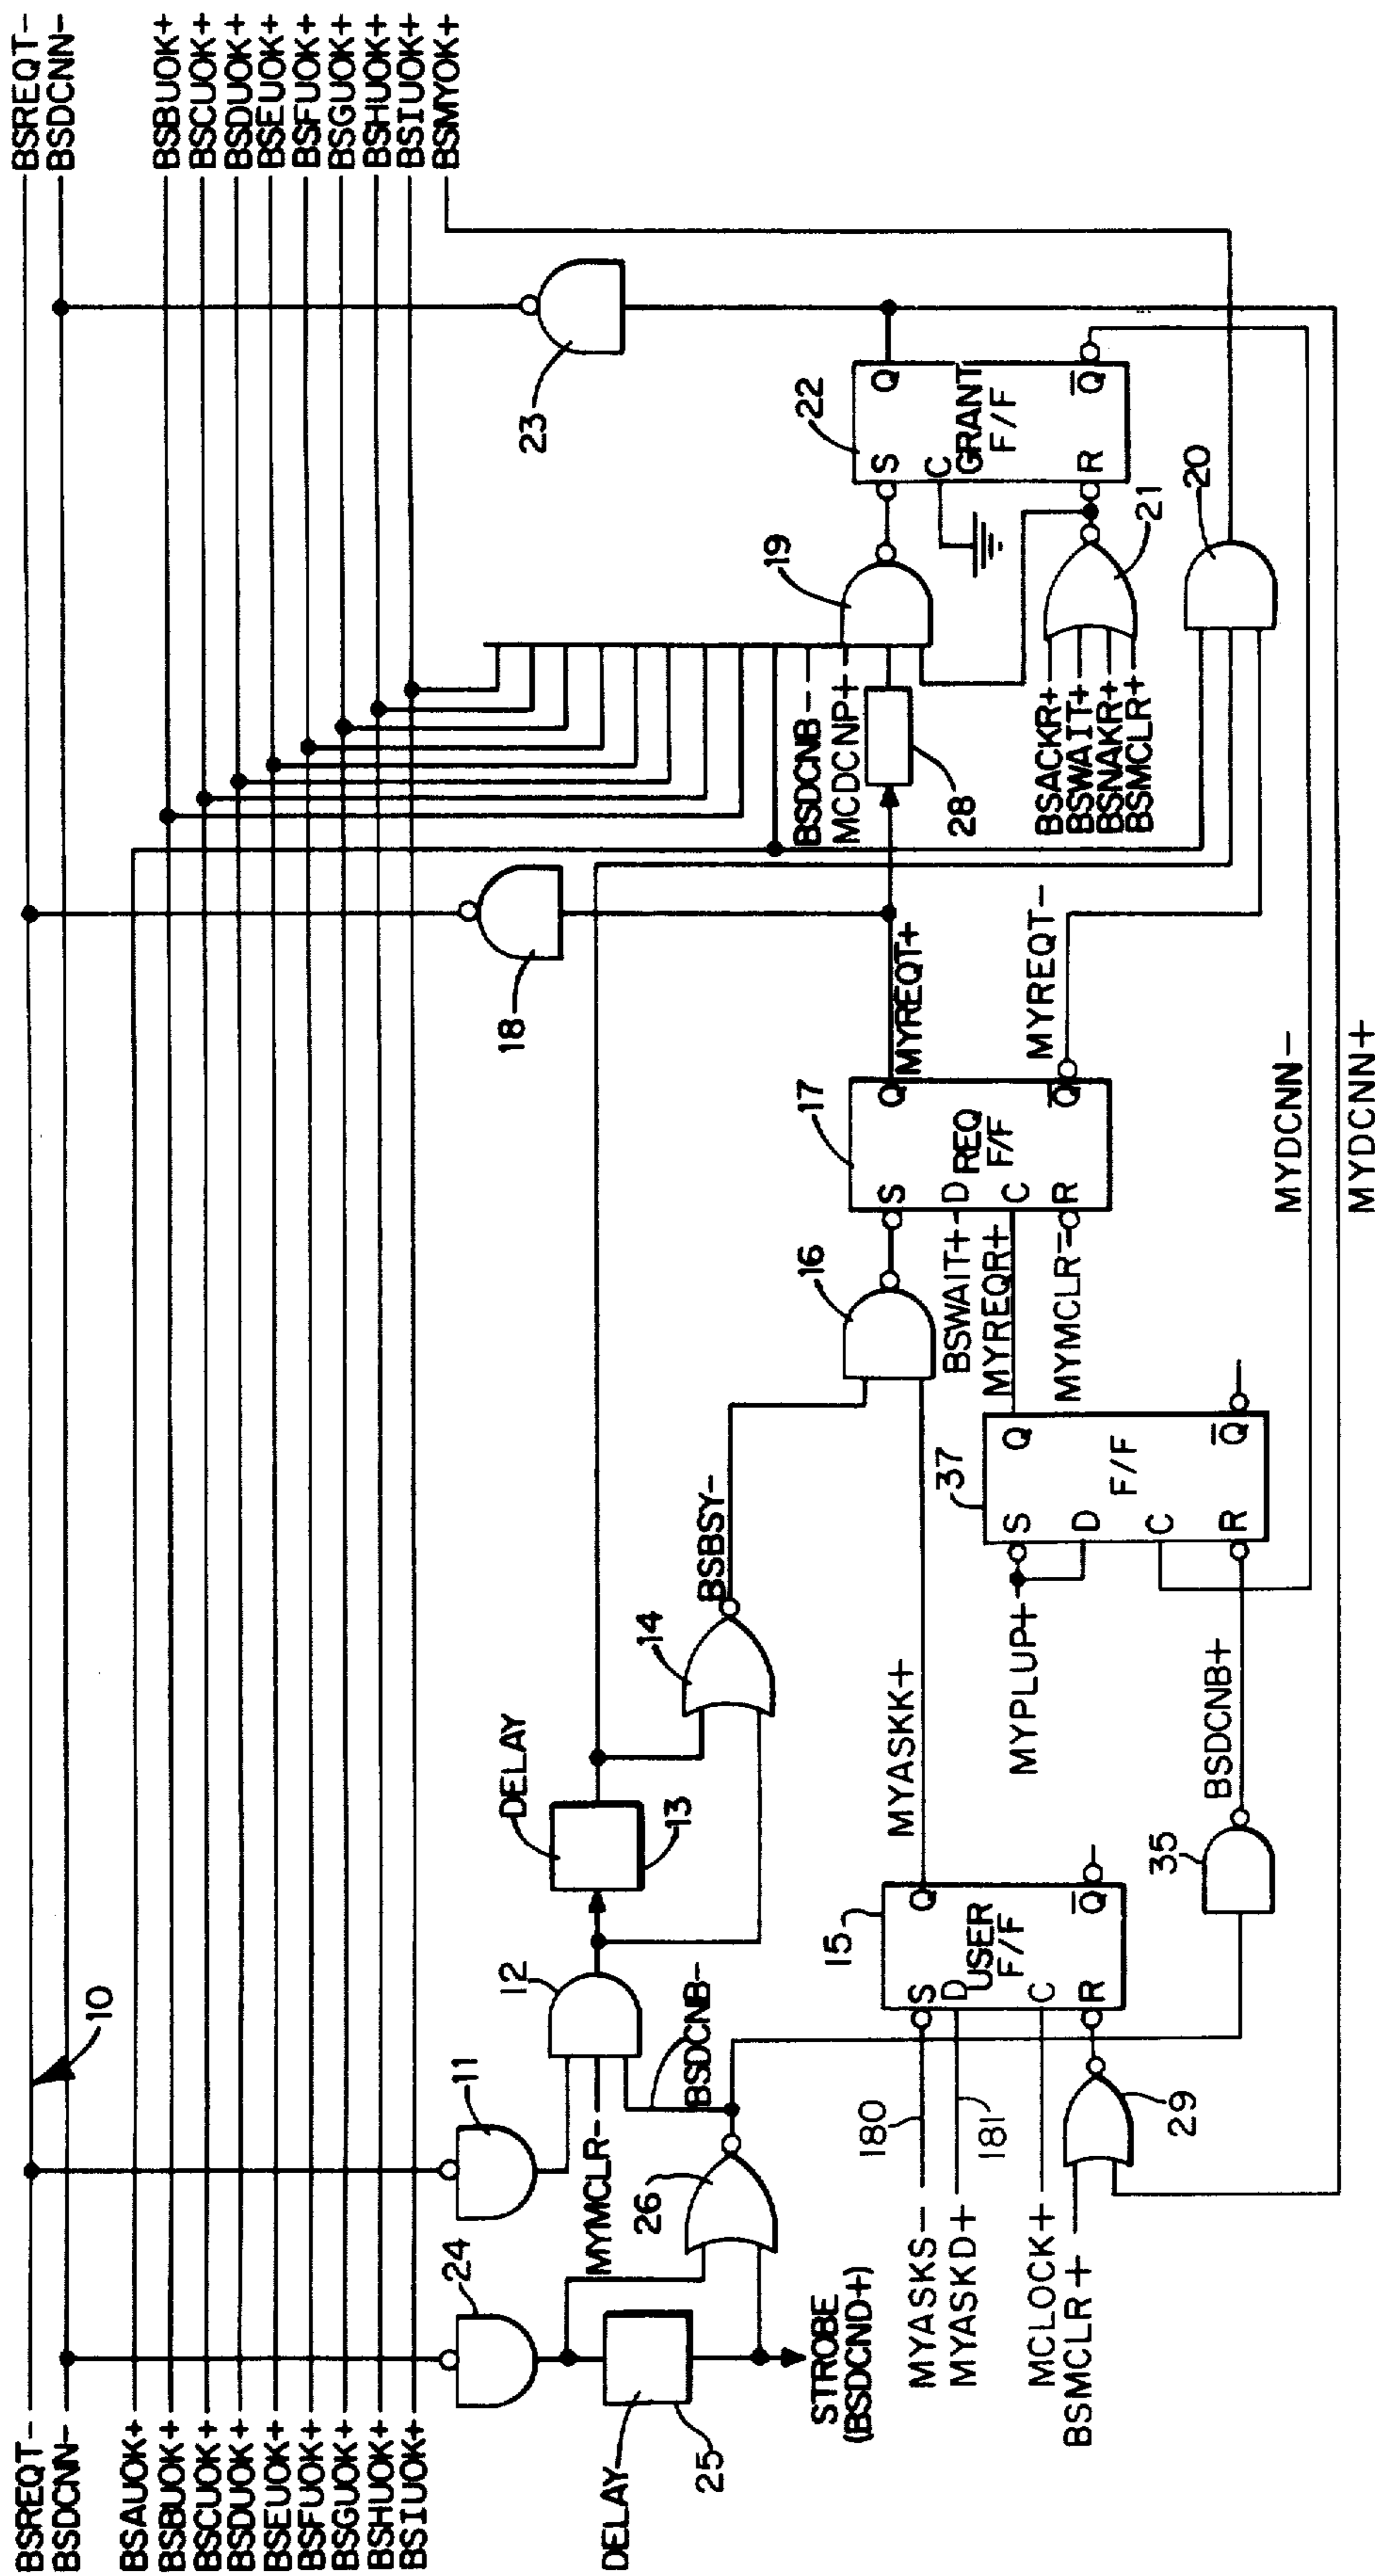 BSREQT-
BSDCNN-
BSAUOK+
BSBUOK+
BSCUOK+
BSDUOK+
BSEUOK+
BSFUOK+
BSGUOK+
BSHUOK+
BSIUOK+
BSREQT-
BSDCNN-
BSBUOK+
BSCUOK+
BSDUOK+
BSEUOK+
BSFUOK+
BSGUOK+
BSHUOK+
BSIUOK+
BSMYOK+
10
24
11
DELAY
25
STROBE
(BSDCND+)
26
MYMCLR-
BSDCNB-
12
DELAY
13
14
BSBSY-
18
23
MYASKS-
180
MYASKD+
181
MCLOCK+
BSMCLR+
29
15
S
D
USER
F/F
C
R
Q
Q
MYASKK+
35
BSDCNB+
MYPLUP+
37
S
D
C
R
F/F
Q
Q
16
BSWAIT+
MYREQR+
MYMCLR-
17
S
D
REQ
F/F
C
R
Q
Q
MYREQT+
MYREQT-
28
BSDCNB-
MCDCNP+
19
BSACKR+
BSWAIT+
BSNAKR+
BSMCLR+
21
20
22
S
C
GRANT
F/F
R
Q
Q
MYDCNN-
MYDCNN+